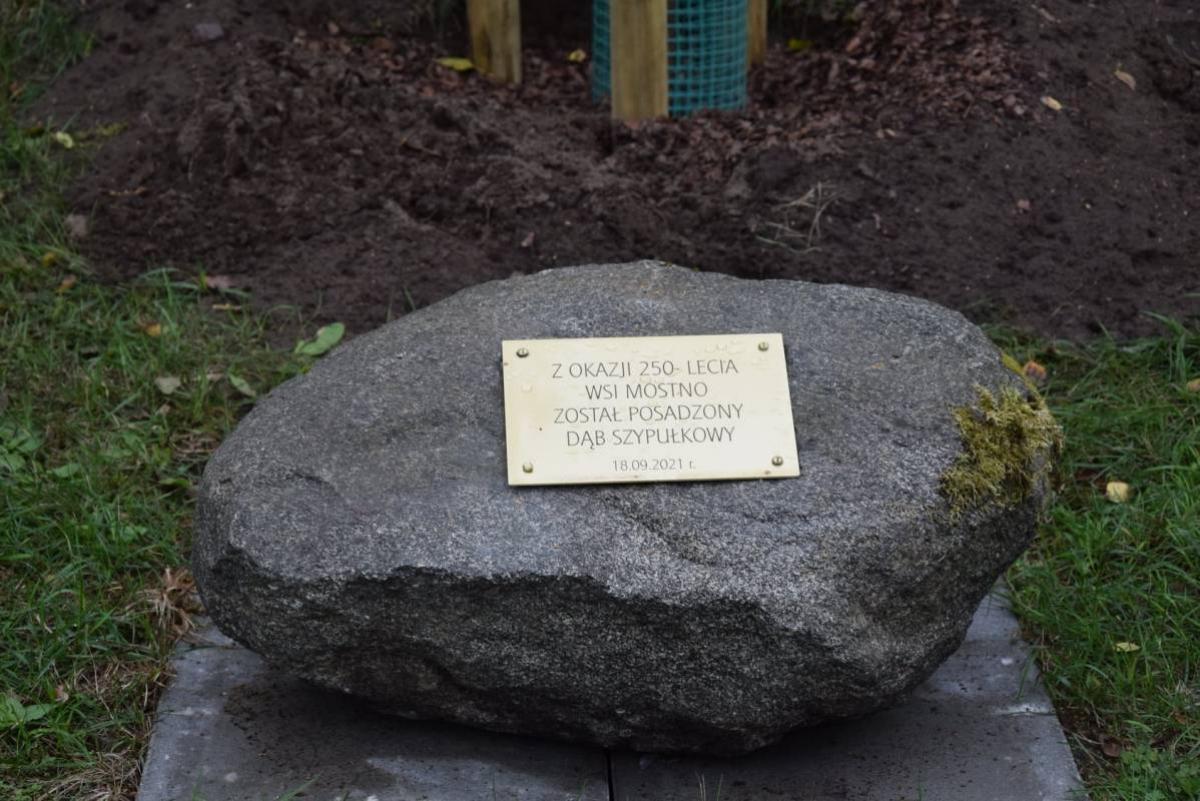 Z OKAZJI 250- LECIA
WSI MOSTNO
ZOSTAŁ POSADZONY
DĄB SZYPUŁKOWY
18.09.2021 r.